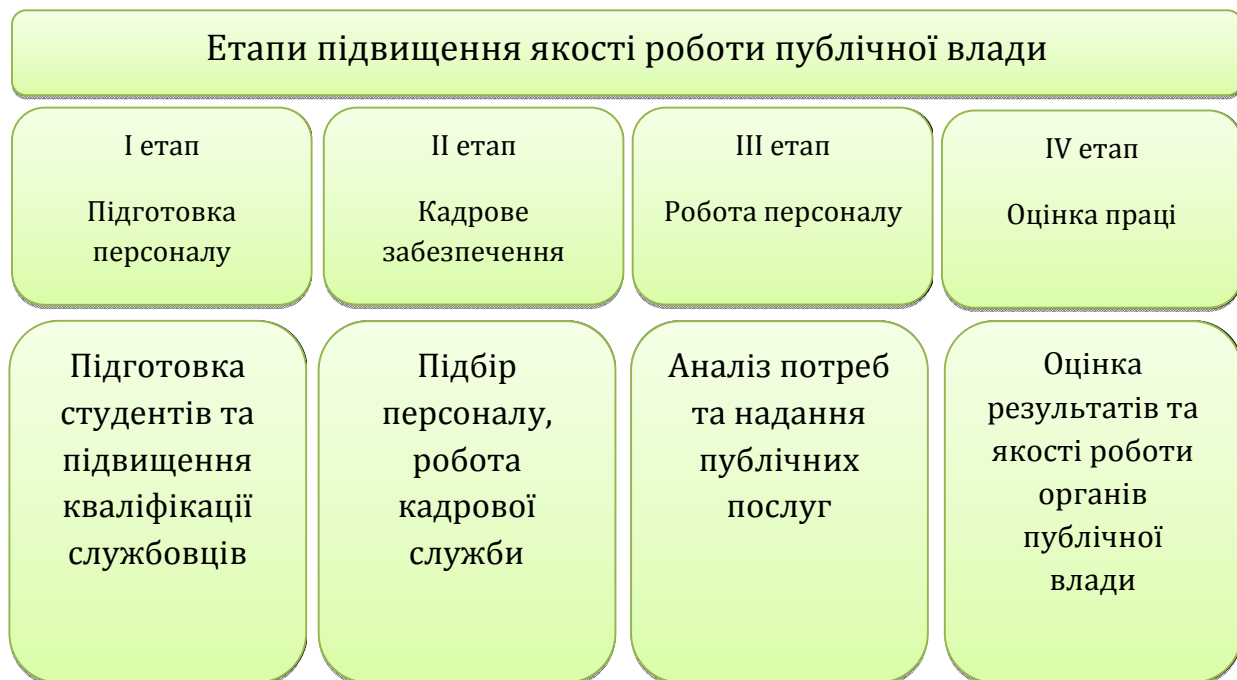 Етапи підвищення якості роботи публічної влади
І етап
Підготовка
персоналу
ІІ етап
Кадрове
забезпечення
ІІІ етап
Робота персоналу
IV етап
Оцінка праці
Підготовка
студентів та
підвищення
кваліфікації
службовців
Підбір
персоналу,
робота
кадрової
служби
Аналіз потреб
та надання
публічних
послуг
Оцінка
результатів та
якості роботи
органів
публічної
влади